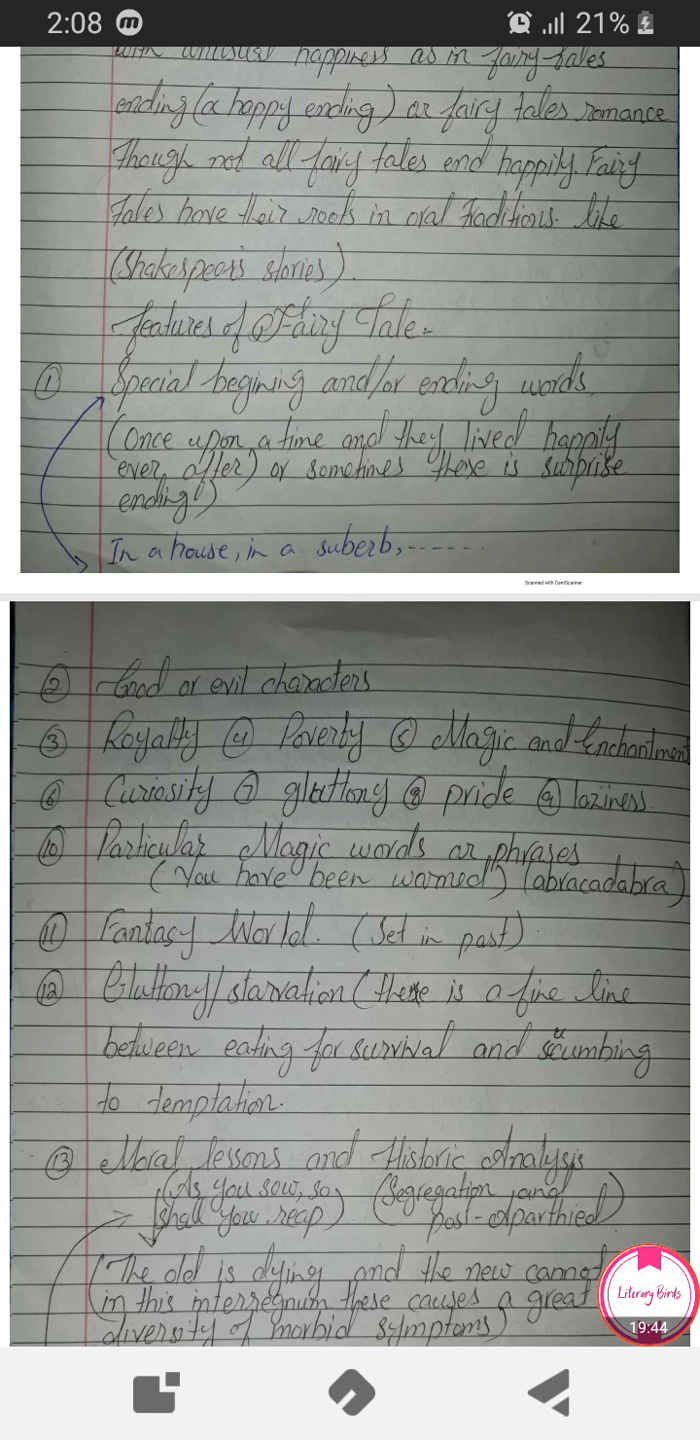 2:08
21%
with unusual happiness as in fairy tales
ending (a happy ending) or fairy tales romance
Though not all fairy tales end happily. Fairy
Tales have their roots in oral Traditions. like
(Shakespear's stories).
Features of Fairy Tale:-
① Special begining and/or ending words.
(Once upon a time and they lived happily
ever after) or sometimes there is surprise
ending!)
In a house, in a suberb,------
Scanned with CamScanner
② Good or evil characters
③ Royalty ④ Poverty ⑤ Magic and Enchantment
⑥ Curiosity ⑦ gluttony ⑧ pride ⑨ laziness.
⑩ Particular Magic words or phrases
(You have been warned) (abracadabra)
⑪ Fantasy World. (Set in past).
⑫ Gluttony/starvation (there is a fine line
between eating for survival and scumbing
to temptation.
⑬ Moral lessons and Historic Analysis
(As you sow, so (Segregation and
shall you reap) post-Aparthied)
(The old is dying and the new cannot
in this interregnum these causes a great
diversity of morbid symptoms)
Literary Birds
19:44